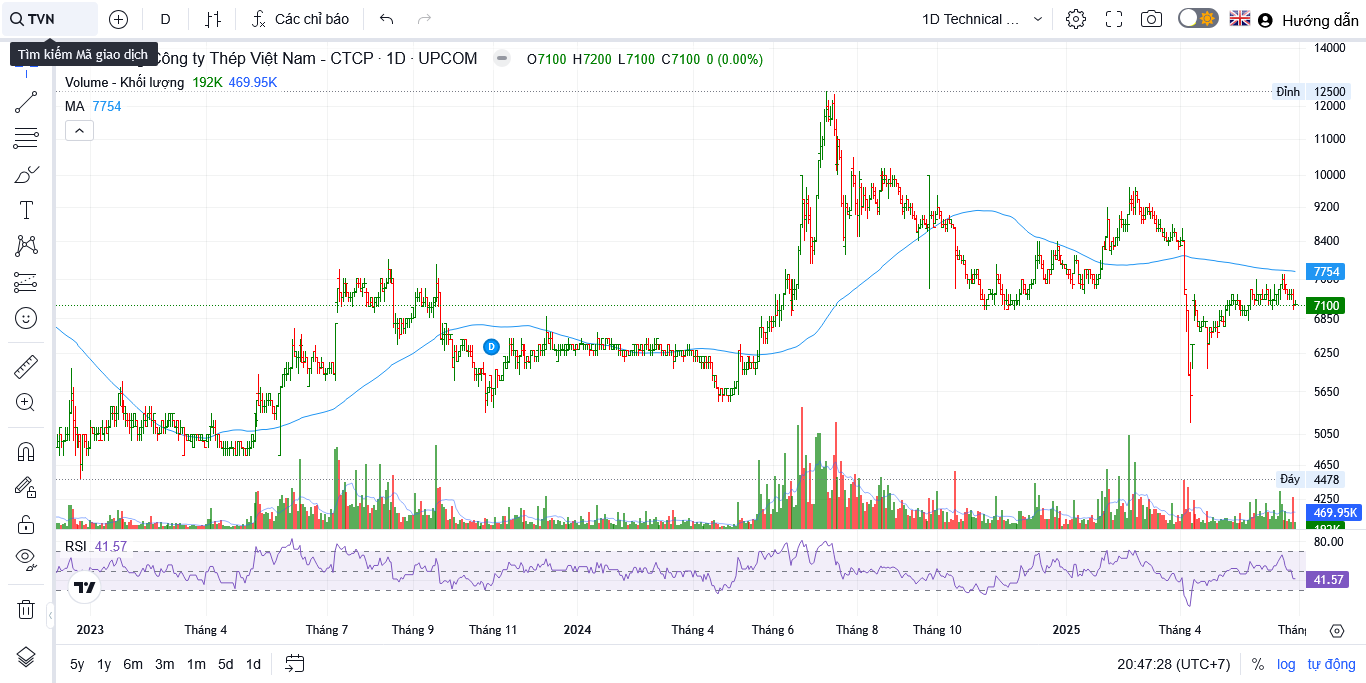 TVN D Các chỉ báo 1D Technical ... Hướng dẫn
Tìm kiếm Mã giao dịch
Công ty Thép Việt Nam - CTCP · 1D · UPCOM O7100 H7200 L7100 C7100 0 (0.00%)
Volume - Khối lượng 192K 469.95K
MA 7754
14000
Đỉnh 12500
12000
11000
10000
9200
8400
7754
7100
6850
6250
5650
5050
4650
Đáy 4478
4250
469.95K
192K
D
RSI 41.57
80.00
41.57
2023 Tháng 4 Tháng 7 Tháng 9 Tháng 11 2024 Tháng 4 Tháng 6 Tháng 8 Tháng 10 2025 Tháng 4 Thán
5y 1y 6m 3m 1m 5d 1d 20:47:28 (UTC+7) % log tự động